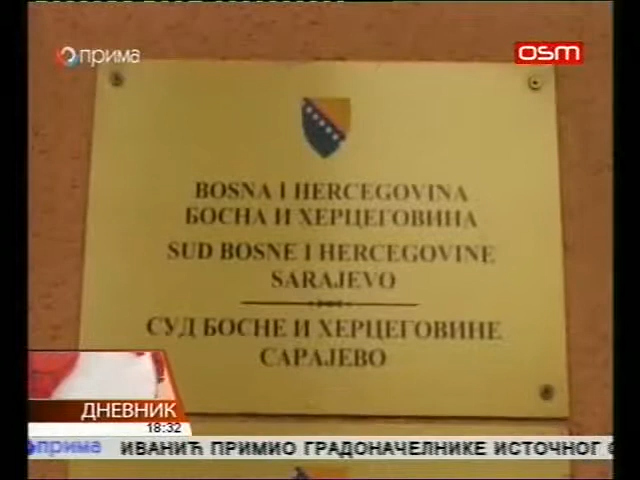 прима
OSM
BOSNA I HERCEGOVINA
БОСНА И ХЕРЦЕГОВИНА
SUD BOSNE I HERCEGOVINE
SARAJEVO
СУД БОСНЕ И ХЕРЦЕГОВИНЕ
САРАЈЕВО
ДНЕВНИК
18:32
прима ИВАНИЋ ПРИМИО ГРАДОНАЧЕЛНИКЕ ИСТОЧНОГ